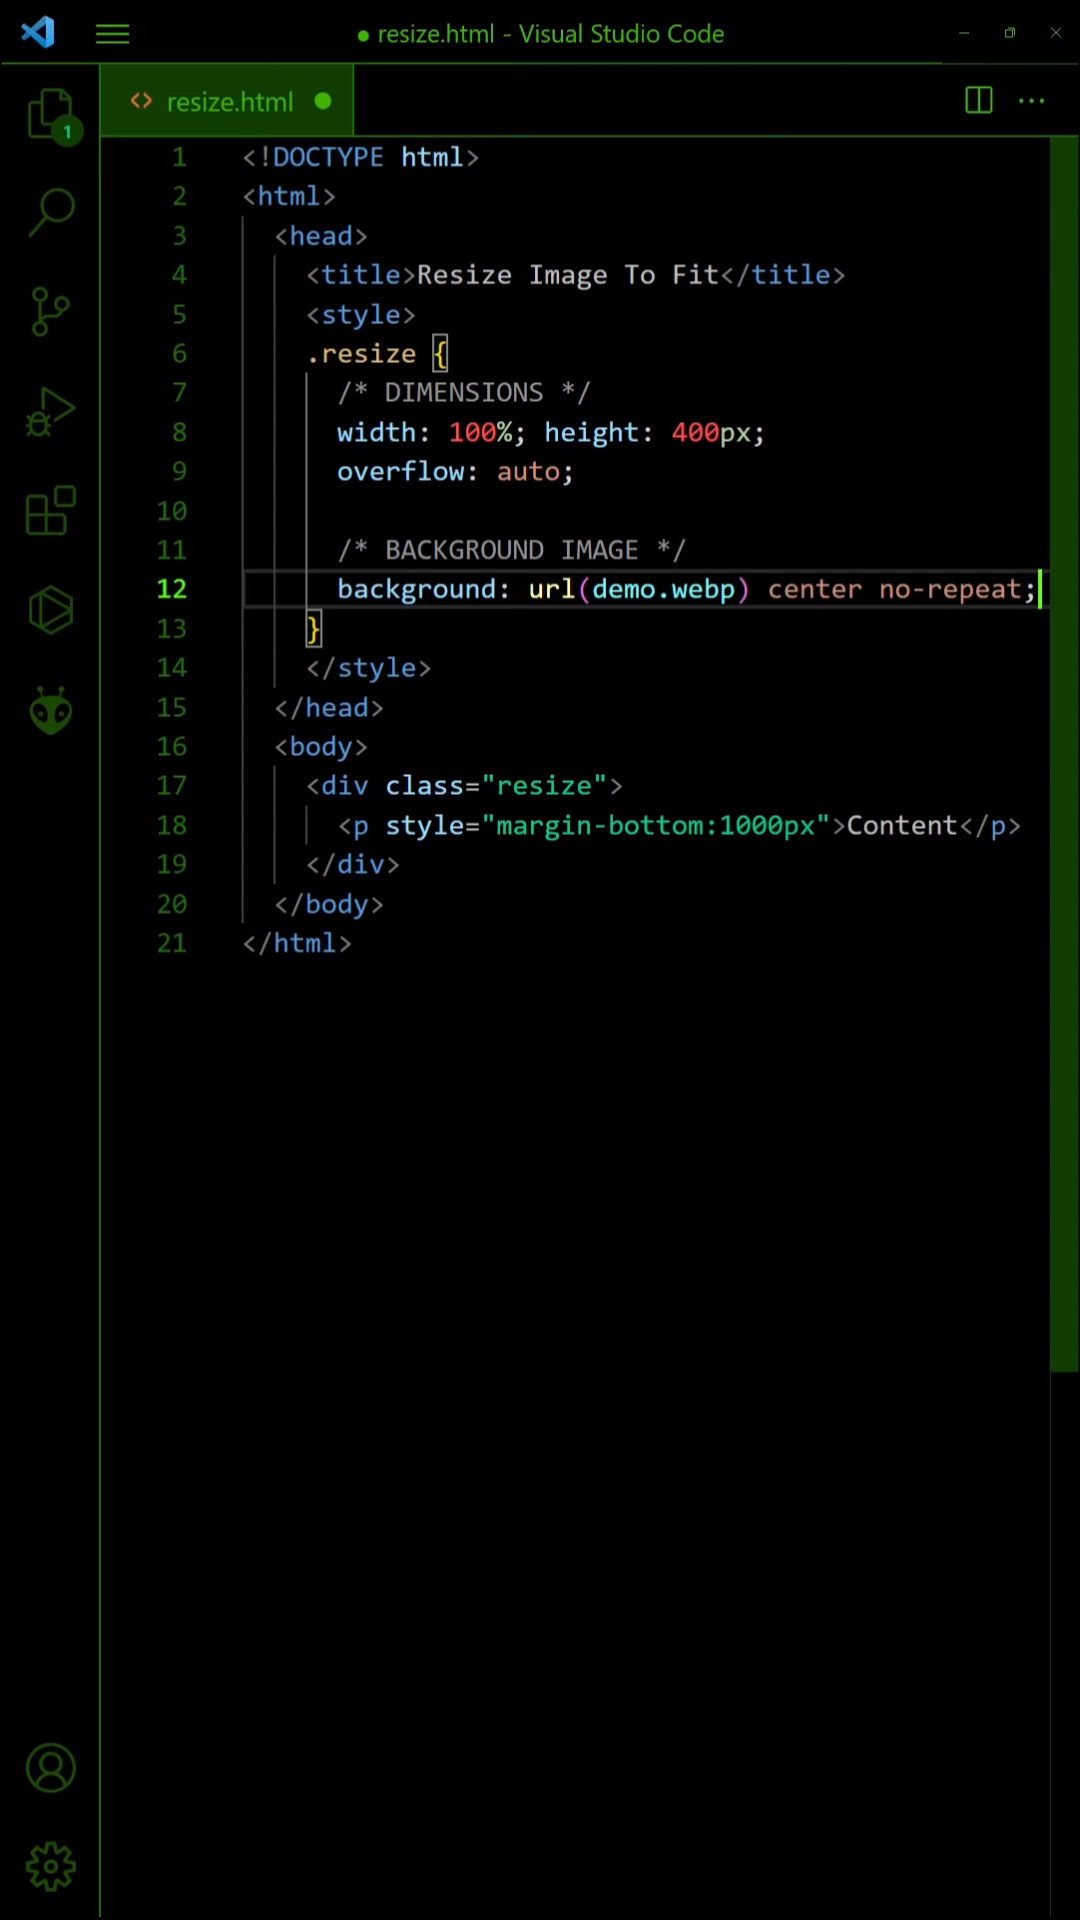 ● resize.html - Visual Studio Code
<> resize.html ●
1
1 <!DOCTYPE html>
2 <html>
3   <head>
4     <title>Resize Image To Fit</title>
5     <style>
6     .resize {
7       /* DIMENSIONS */
8       width: 100%; height: 400px;
9       overflow: auto;
10
11       /* BACKGROUND IMAGE */
12       background: url(demo.webp) center no-repeat;
13     }
14     </style>
15   </head>
16   <body>
17     <div class="resize">
18       <p style="margin-bottom:1000px">Content</p>
19     </div>
20   </body>
21 </html>